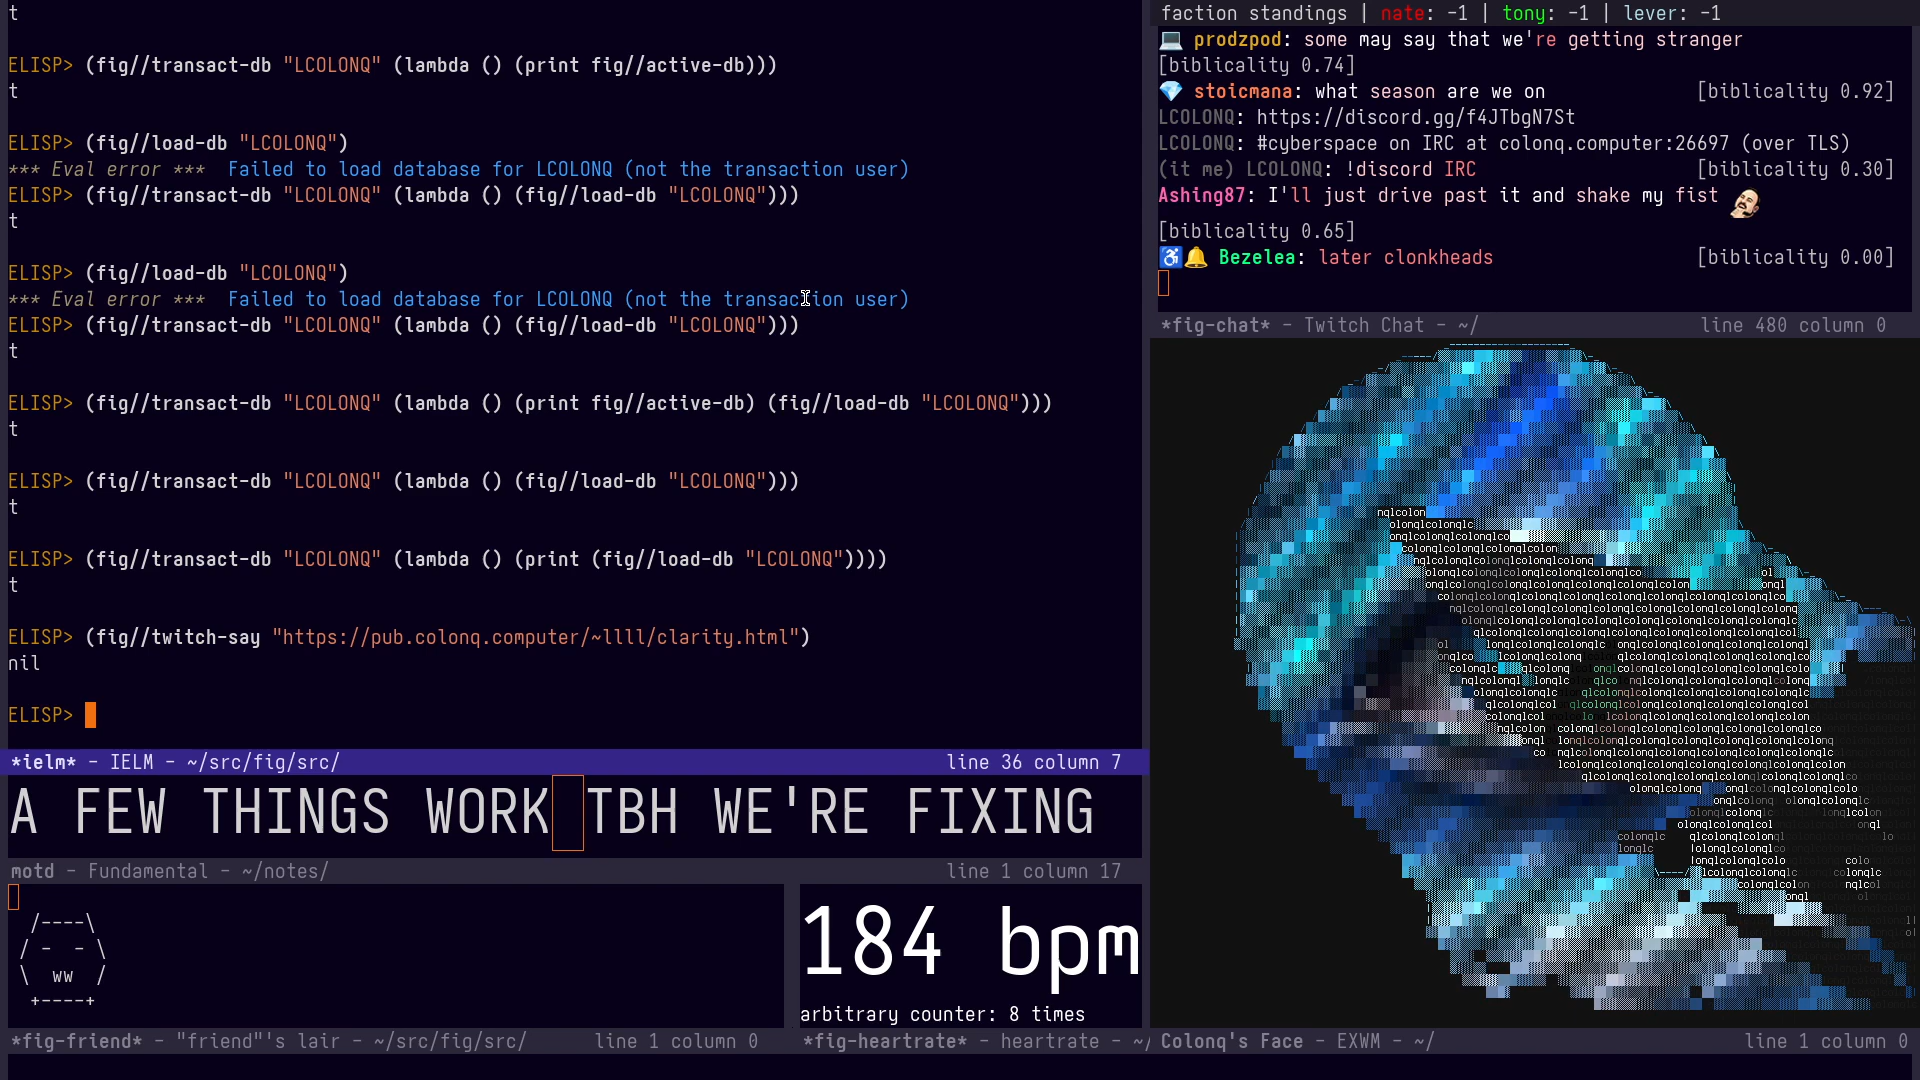 t
ELISP> (fig//transact-db "LCOLONQ" (lambda () (print fig//active-db)))
t
ELISP> (fig//load-db "LCOLONQ")
*** Eval error ***  Failed to load database for LCOLONQ (not the transaction user)
ELISP> (fig//transact-db "LCOLONQ" (lambda () (fig//load-db "LCOLONQ")))
t
ELISP> (fig//load-db "LCOLONQ")
*** Eval error ***  Failed to load database for LCOLONQ (not the transaction user)
ELISP> (fig//transact-db "LCOLONQ" (lambda () (fig//load-db "LCOLONQ")))
t
ELISP> (fig//transact-db "LCOLONQ" (lambda () (print fig//active-db) (fig//load-db "LCOLONQ")))
t
ELISP> (fig//transact-db "LCOLONQ" (lambda () (fig//load-db "LCOLONQ")))
t
ELISP> (fig//transact-db "LCOLONQ" (lambda () (print (fig//load-db "LCOLONQ"))))
t
ELISP> (fig//twitch-say "https://pub.colonq.computer/~llll/clarity.html")
nil
ELISP>
*ielm* - IELM - ~/src/fig/src/ line 36 column 7
A FEW THINGS WORK TBH WE'RE FIXING
motd - Fundamental - ~/notes/ line 1 column 17
/----\
/ -  - \
\  ww  /
+----+
*fig-friend* - "friend"'s lair - ~/src/fig/src/ line 1 column 0
184 bpm
arbitrary counter: 8 times
*fig-heartrate* - heartrate - ~/
faction standings | nate: -1 | tony: -1 | lever: -1
💻 prodzpod: some may say that we're getting stranger
[biblicality 0.74]
💎 stoicmana: what season are we on [biblicality 0.92]
LCOLONQ: https://discord.gg/f4JTbgN7St
LCOLONQ: #cyberspace on IRC at colonq.computer:26697 (over TLS)
(it me) LCOLONQ: !discord IRC [biblicality 0.30]
Ashing87: I'll just drive past it and shake my fist
[biblicality 0.65]
♿🔔 Bezelea: later clonkheads [biblicality 0.00]
*fig-chat* - Twitch Chat - ~/ line 480 column 0
Colonq's Face - EXWM - ~/ line 1 column 0